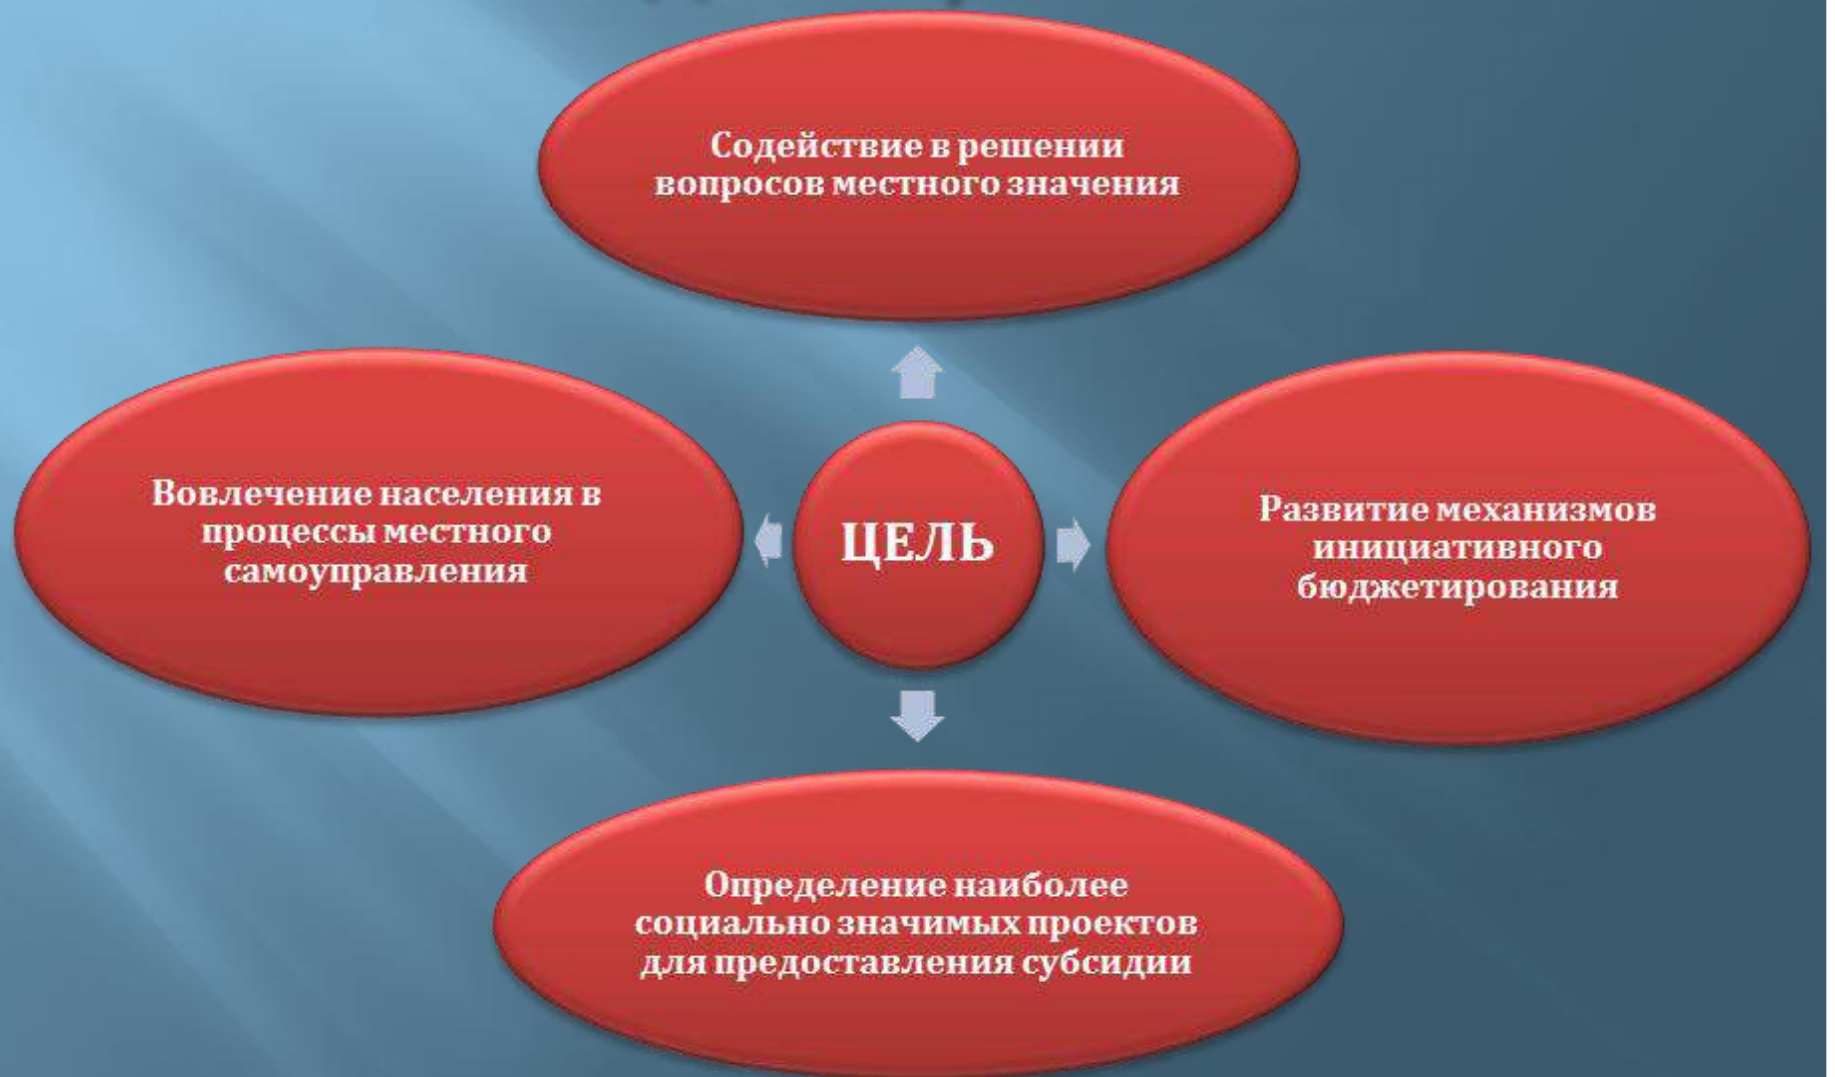 Содействие в решении
вопросов местного значения
Вовлечение населения в
процессы местного
самоуправления
ЦЕЛЬ
Развитие механизмов
инициативного
бюджетирования
Определение наиболее
социально значимых проектов
для предоставления субсидии